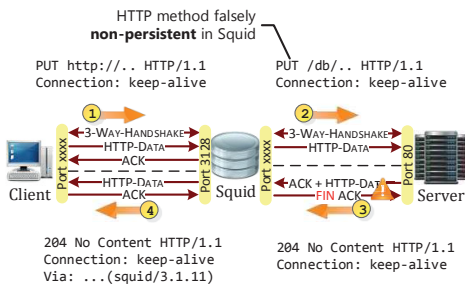 HTTP method falsely
non-persistent in Squid
PUT http://.. HTTP/1.1
Connection: keep-alive
PUT /db/.. HTTP/1.1
Connection: keep-alive
1
2
3-WAY-HANDSHAKE
HTTP-DATA
ACK
HTTP-DATA
ACK
3-WAY-HANDSHAKE
HTTP-DATA
ACK + HTTP-DATA
FIN ACK
Port xxxx
Port 3128
Port xxxx
Port 80
Client
Squid
Server
4
3
204 No Content HTTP/1.1
Connection: keep-alive
Via: ...(squid/3.1.11)
204 No Content HTTP/1.1
Connection: keep-alive